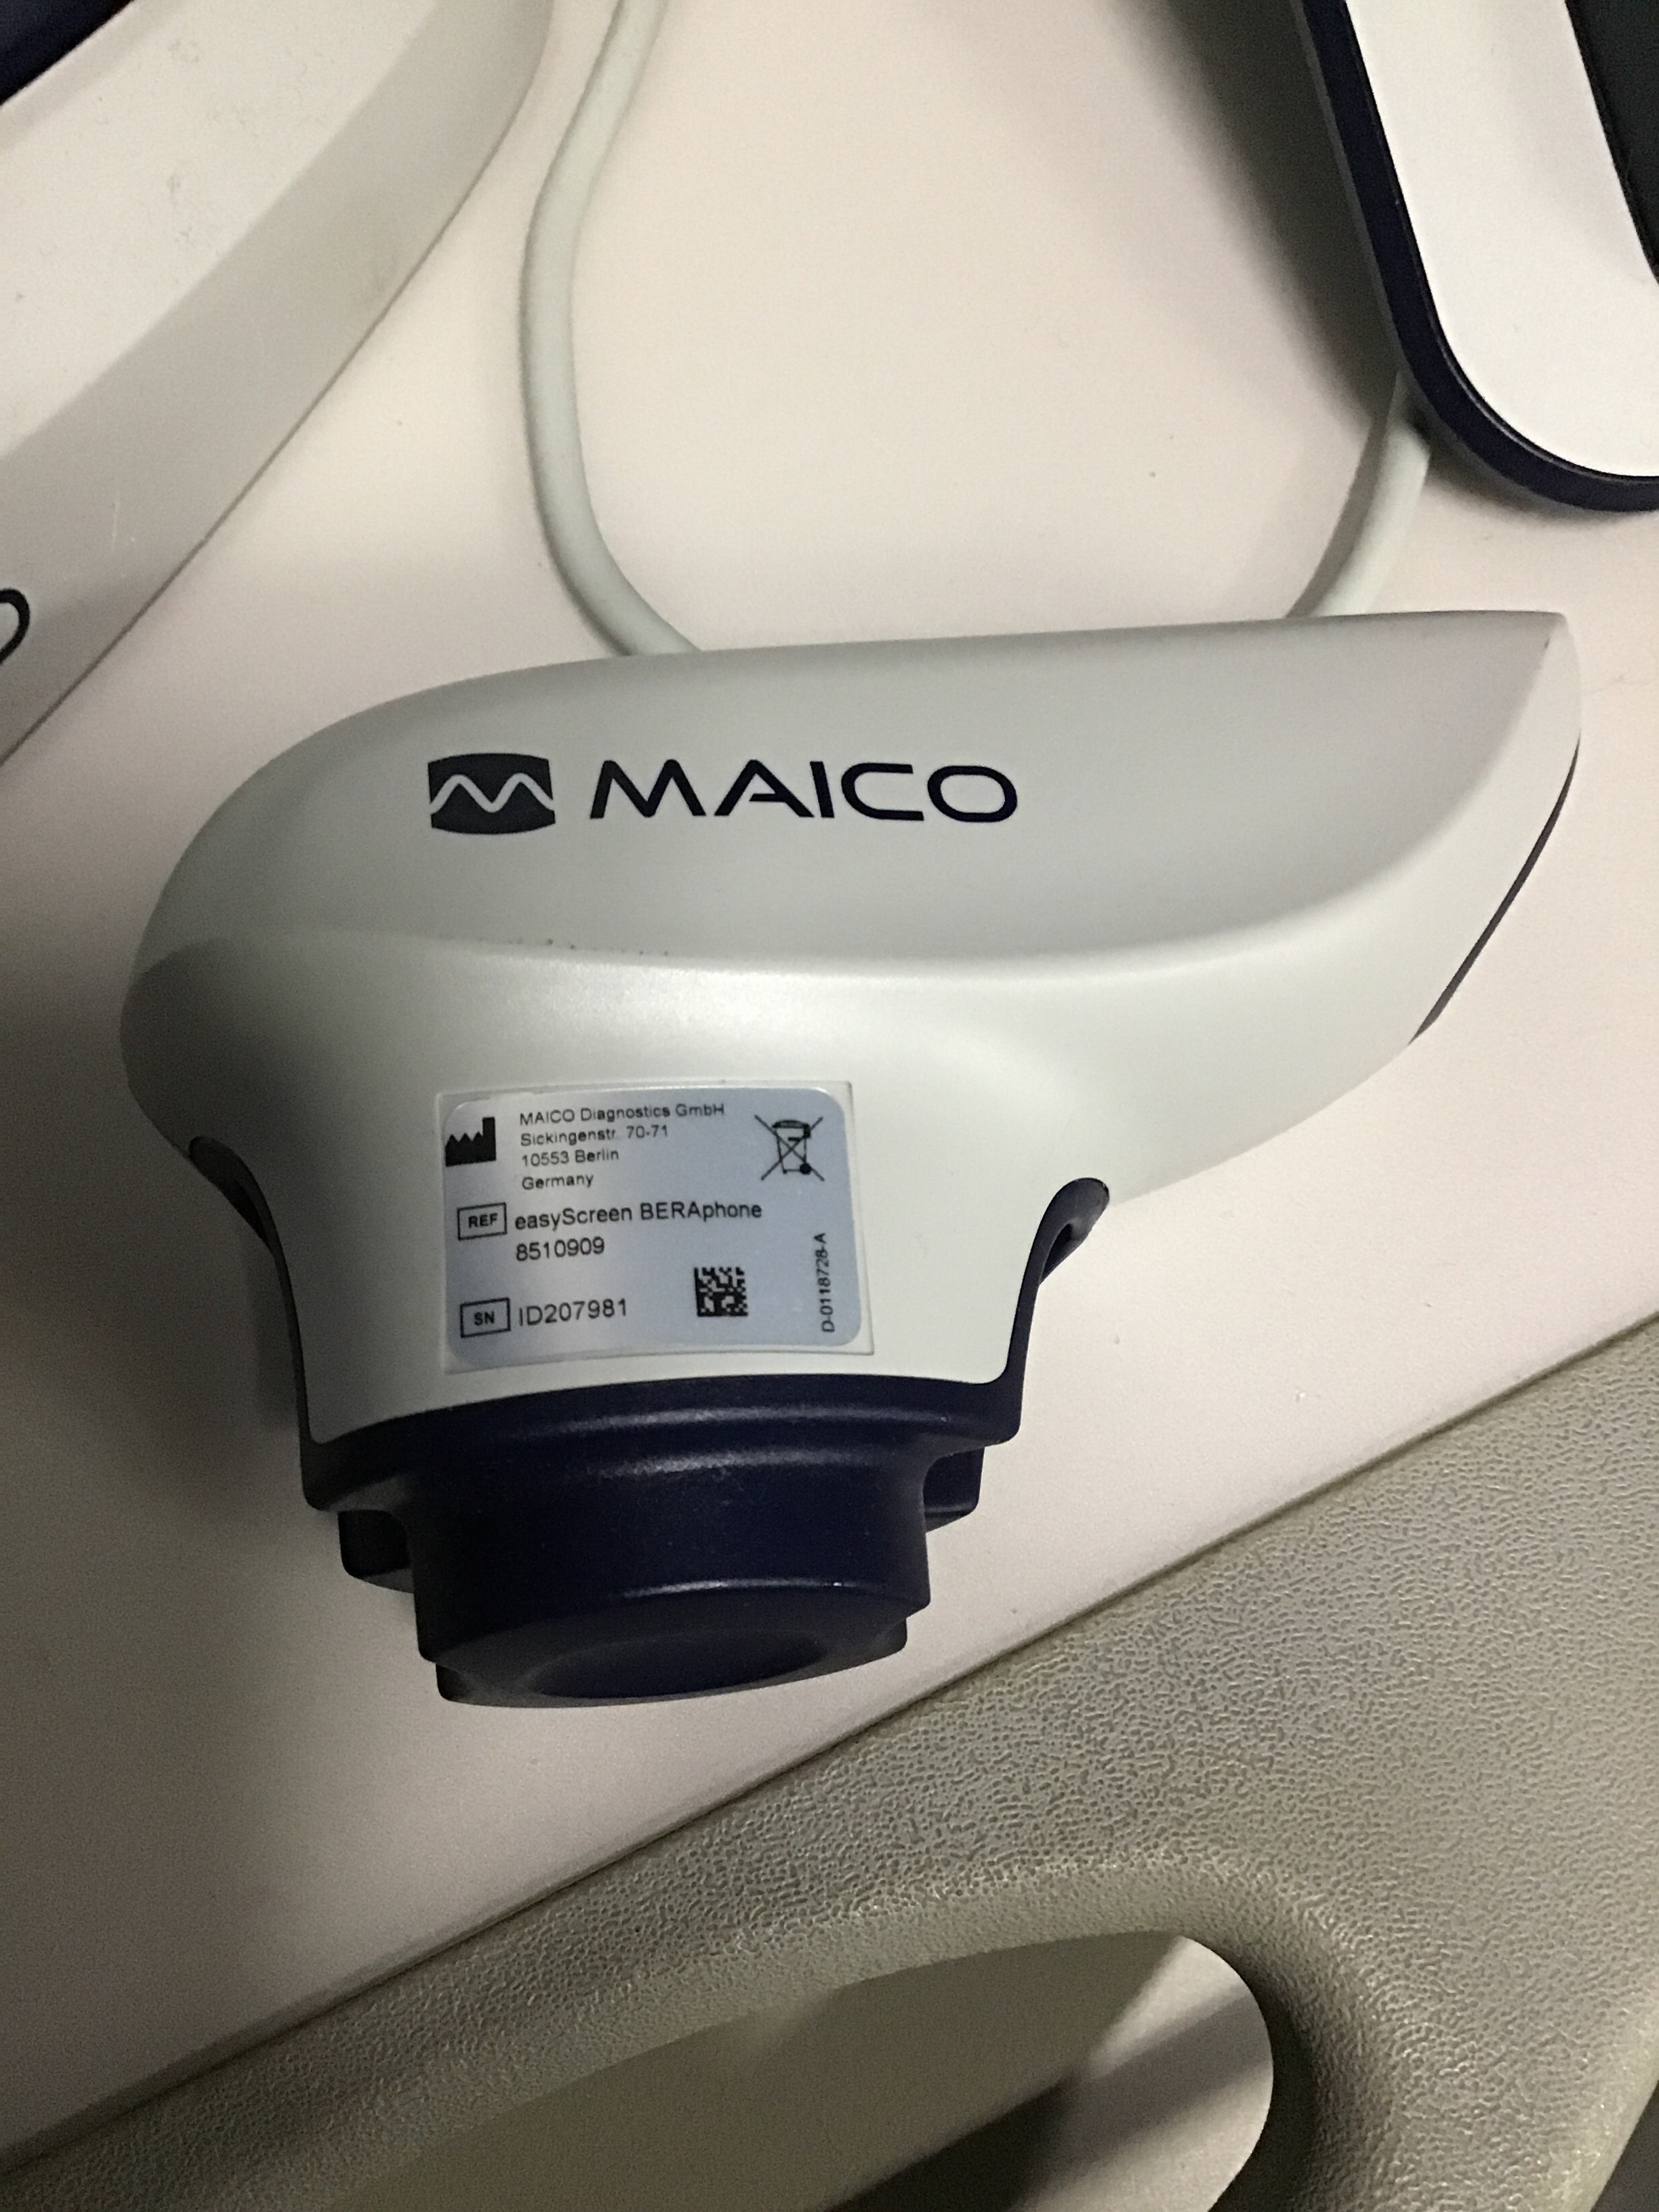 MAICO
MAICO Diagnostics GmbH
Sickingenstr. 70-71
10553 Berlin
Germany
REF easyScreen BERAphone
8510909
SN ID207981
D-0118728-A